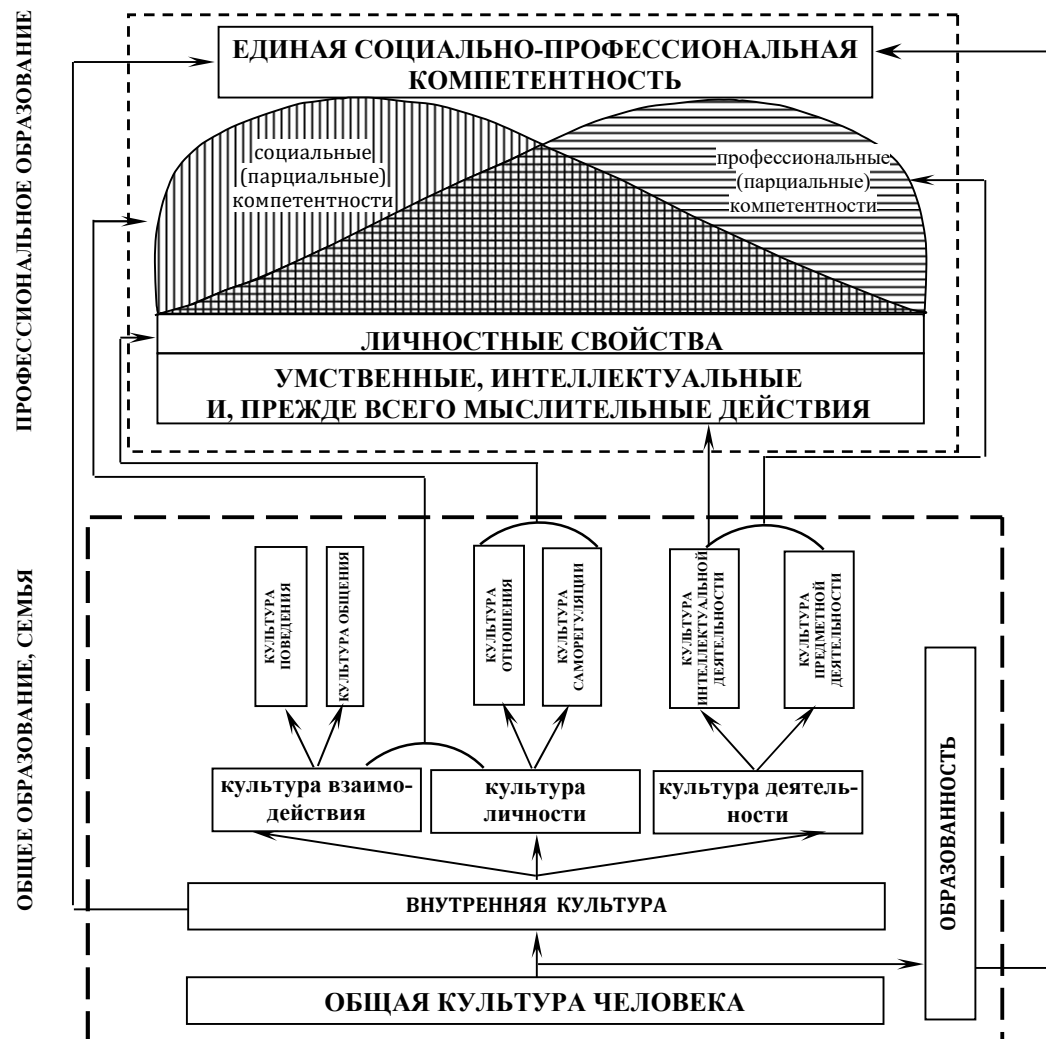 ПРОФЕССИОНАЛЬНОЕ ОБРАЗОВАНИЕ
ЕДИНАЯ СОЦИАЛЬНО-ПРОФЕССИОНАЛЬНАЯ
КОМПЕТЕНТНОСТЬ
социальные
(парциальные)
компетентности
профессиональные
(парциальные)
компетентности
ЛИЧНОСТНЫЕ СВОЙСТВА
УМСТВЕННЫЕ, ИНТЕЛЛЕКТУАЛЬНЫЕ
И, ПРЕЖДЕ ВСЕГО МЫСЛИТЕЛЬНЫЕ ДЕЙСТВИЯ
ОБЩЕЕ ОБРАЗОВАНИЕ, СЕМЬЯ
КУЛЬТУРА
ПОВЕДЕНИЯ
КУЛЬТУРА ОБЩЕНИЯ
КУЛЬТУРА
ОТНОШЕНИЯ
КУЛЬТУРА
САМОРЕГУЛЯЦИИ
КУЛЬТУРА
ИНТЕЛЛЕКТУАЛЬНОЙ
ДЕЯТЕЛЬНОСТИ
КУЛЬТУРА
ПРЕДМЕТНОЙ
ДЕЯТЕЛЬНОСТИ
культура взаимо-
действия
культура
личности
культура деятель-
ности
ОБРАЗОВАННОСТЬ
ВНУТРЕННЯЯ КУЛЬТУРА
ОБЩАЯ КУЛЬТУРА ЧЕЛОВЕКА